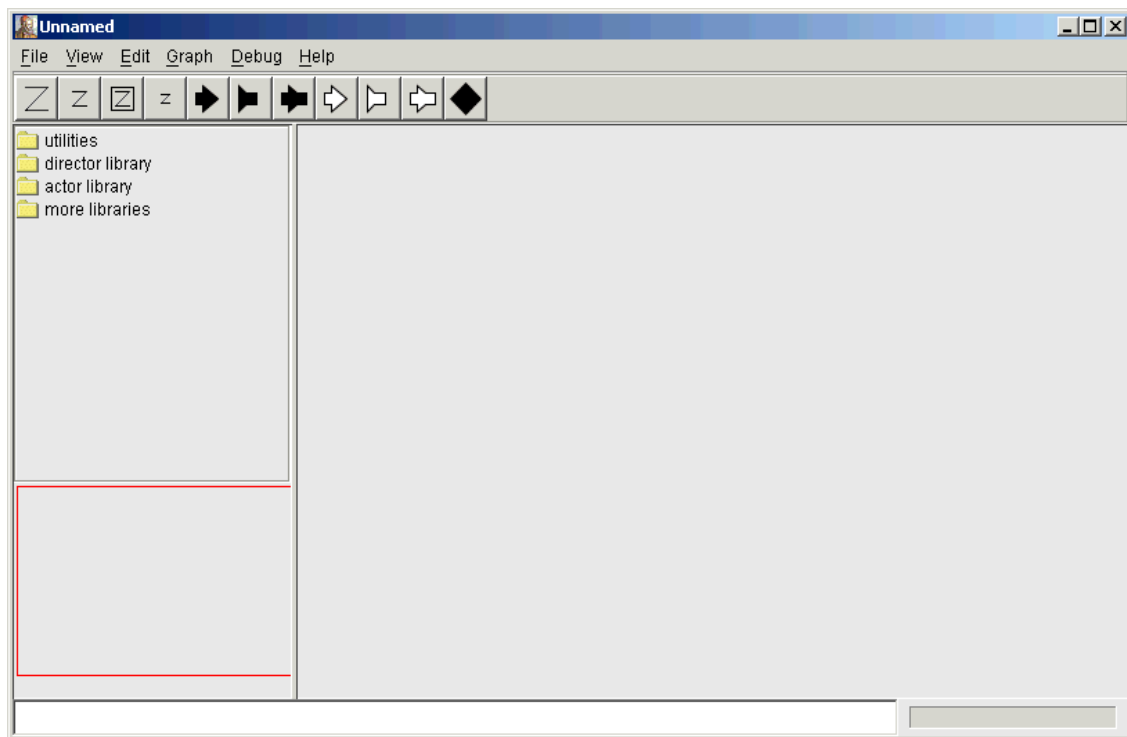 Unnamed
File View Edit Graph Debug Help
Z Z Z Z
utilities
director library
actor library
more libraries